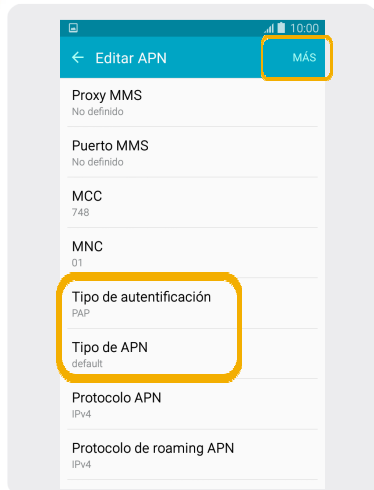 10:00
Editar APN MÁS
Proxy MMS
No definido
Puerto MMS
No definido
MCC
748
MNC
01
Tipo de autentificación
PAP
Tipo de APN
default
Protocolo APN
IPv4
Protocolo de roaming APN
IPv4